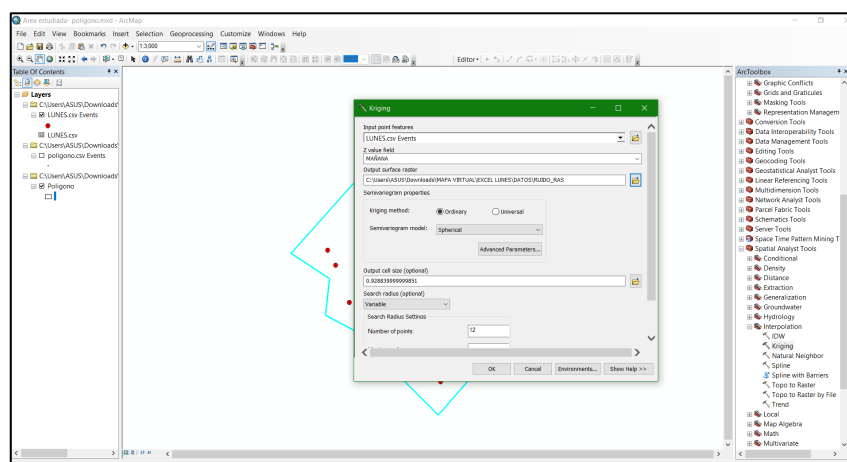 Area estudiada- poligono.mxd - ArcMap
File Edit View Bookmarks Insert Selection Geoprocessing Customize Windows Help
1:3,000
Editor
Table Of Contents
Layers
C:\Users\ASUS\Downloads
LUNES.csv Events
LUNES.csv
C:\Users\ASUS\Downloads
poligono.csv Events
C:\Users\ASUS\Downloads
Poligono
Kriging
Input point features
LUNES.csv Events
Z value field
MAÑANA
Output surface raster
C:\Users\ASUS\Downloads\MAPA VIRTUAL\EXCEL LUNES\DATOS\RUIDO_RAS
Semivariogram properties
Kriging method: Ordinary Universal
Semivariogram model: Spherical
Advanced Parameters...
Output cell size (optional)
0.928839999999851
Search radius (optional)
Variable
Search Radius Settings
Number of points: 12
OK Cancel Environments... Show Help >>
ArcToolbox
Graphic Conflicts
Grids and Graticules
Masking Tools
Representation Managem
Conversion Tools
Data Interoperability Tools
Data Management Tools
Editing Tools
Geocoding Tools
Geostatistical Analyst Tools
Linear Referencing Tools
Multidimension Tools
Network Analyst Tools
Parcel Fabric Tools
Schematics Tools
Server Tools
Space Time Pattern Mining T
Spatial Analyst Tools
Conditional
Density
Distance
Extraction
Generalization
Groundwater
Hydrology
Interpolation
IDW
Kriging
Natural Neighbor
Spline
Spline with Barriers
Topo to Raster
Topo to Raster by File
Trend
Local
Map Algebra
Math
Multivariate